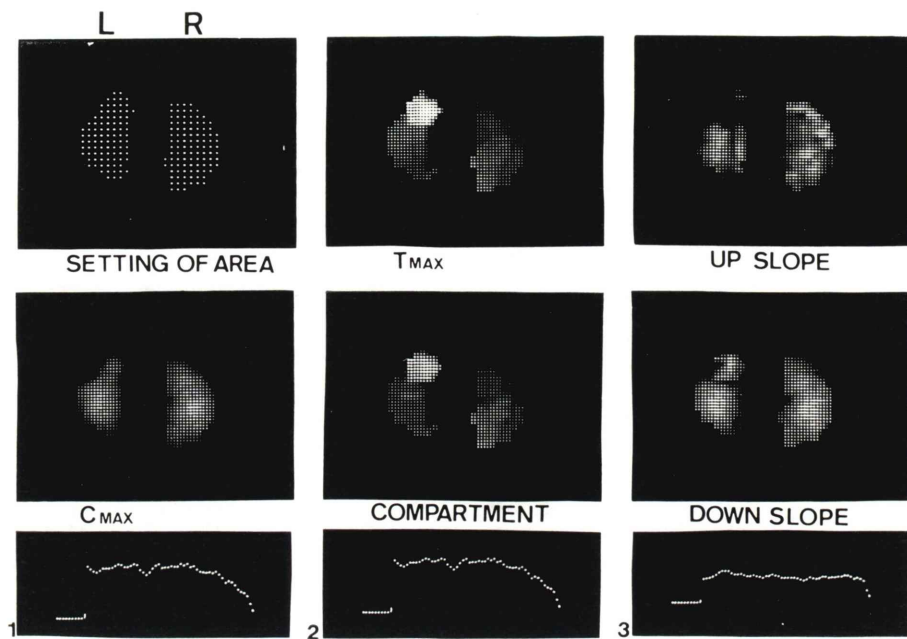 L R
SETTING OF AREA
TMAX
UP SLOPE
CMAX
COMPARTMENT
DOWN SLOPE
1
2
3